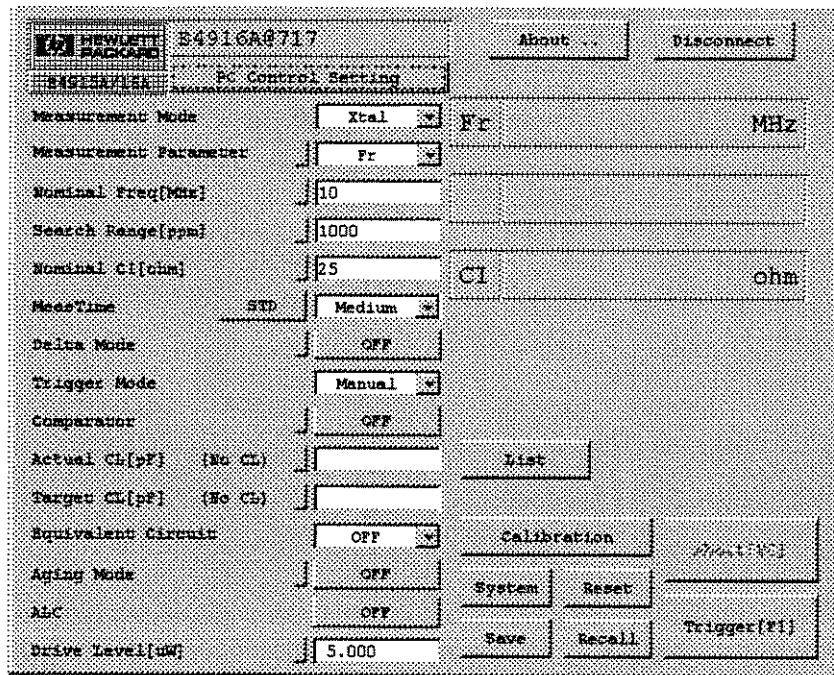 HEWLETT PACKARD
E4916A@717
About ..
Disconnect
E4915A/16A
PC Control Setting
Measurement Mode
Xtal
Fr
MHz
Measurement Parameter
Fr
Nominal Freq[MHz]
10
Search Range[ppm]
1000
Nominal CI[ohm]
25
CI
ohm
MeasTime
STD
Medium
Delta Mode
OFF
Trigger Mode
Manual
Comparator
OFF
Actual CL[pF] (No CL)
List
Target CL[pF] (No CL)
Equivalent Circuit
OFF
Calibration
Aging Mode
OFF
System
Reset
ALC
OFF
Trigger[F1]
Save
Recall
Drive Level[uW]
5.000